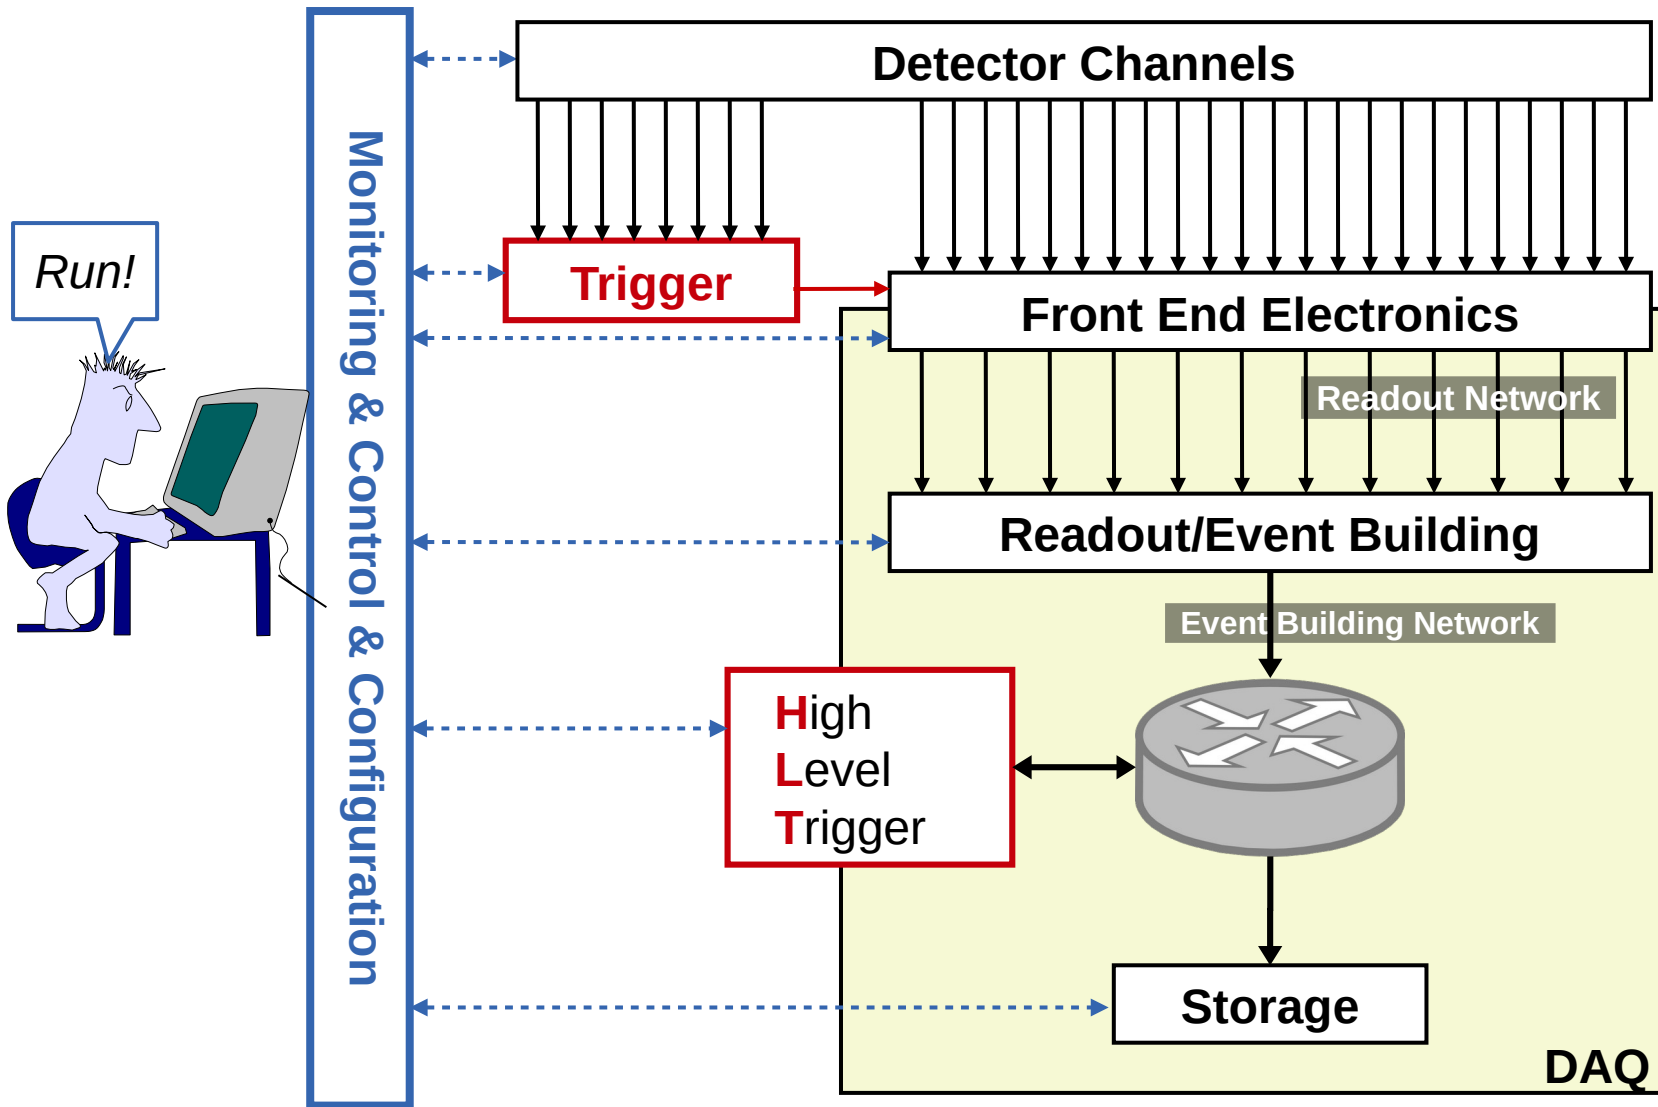 Detector Channels
Monitoring & Control & Configuration
Run!
Trigger
Front End Electronics
Readout Network
Readout/Event Building
Event Building Network
High
Level
Trigger
Storage
DAQ